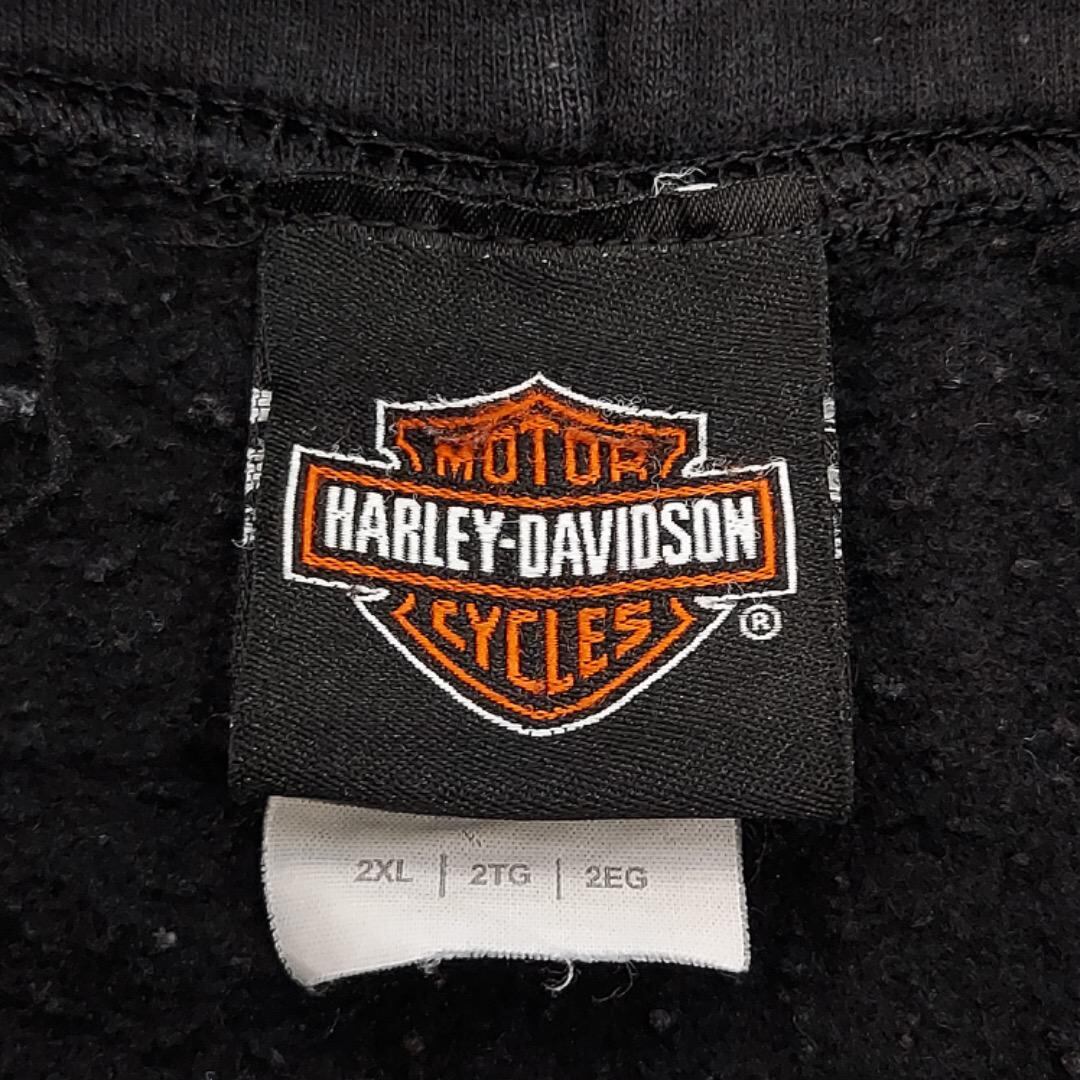 MOTOR
HARLEY-DAVIDSON
CYCLES
®
2XL | 2TG | 2EG